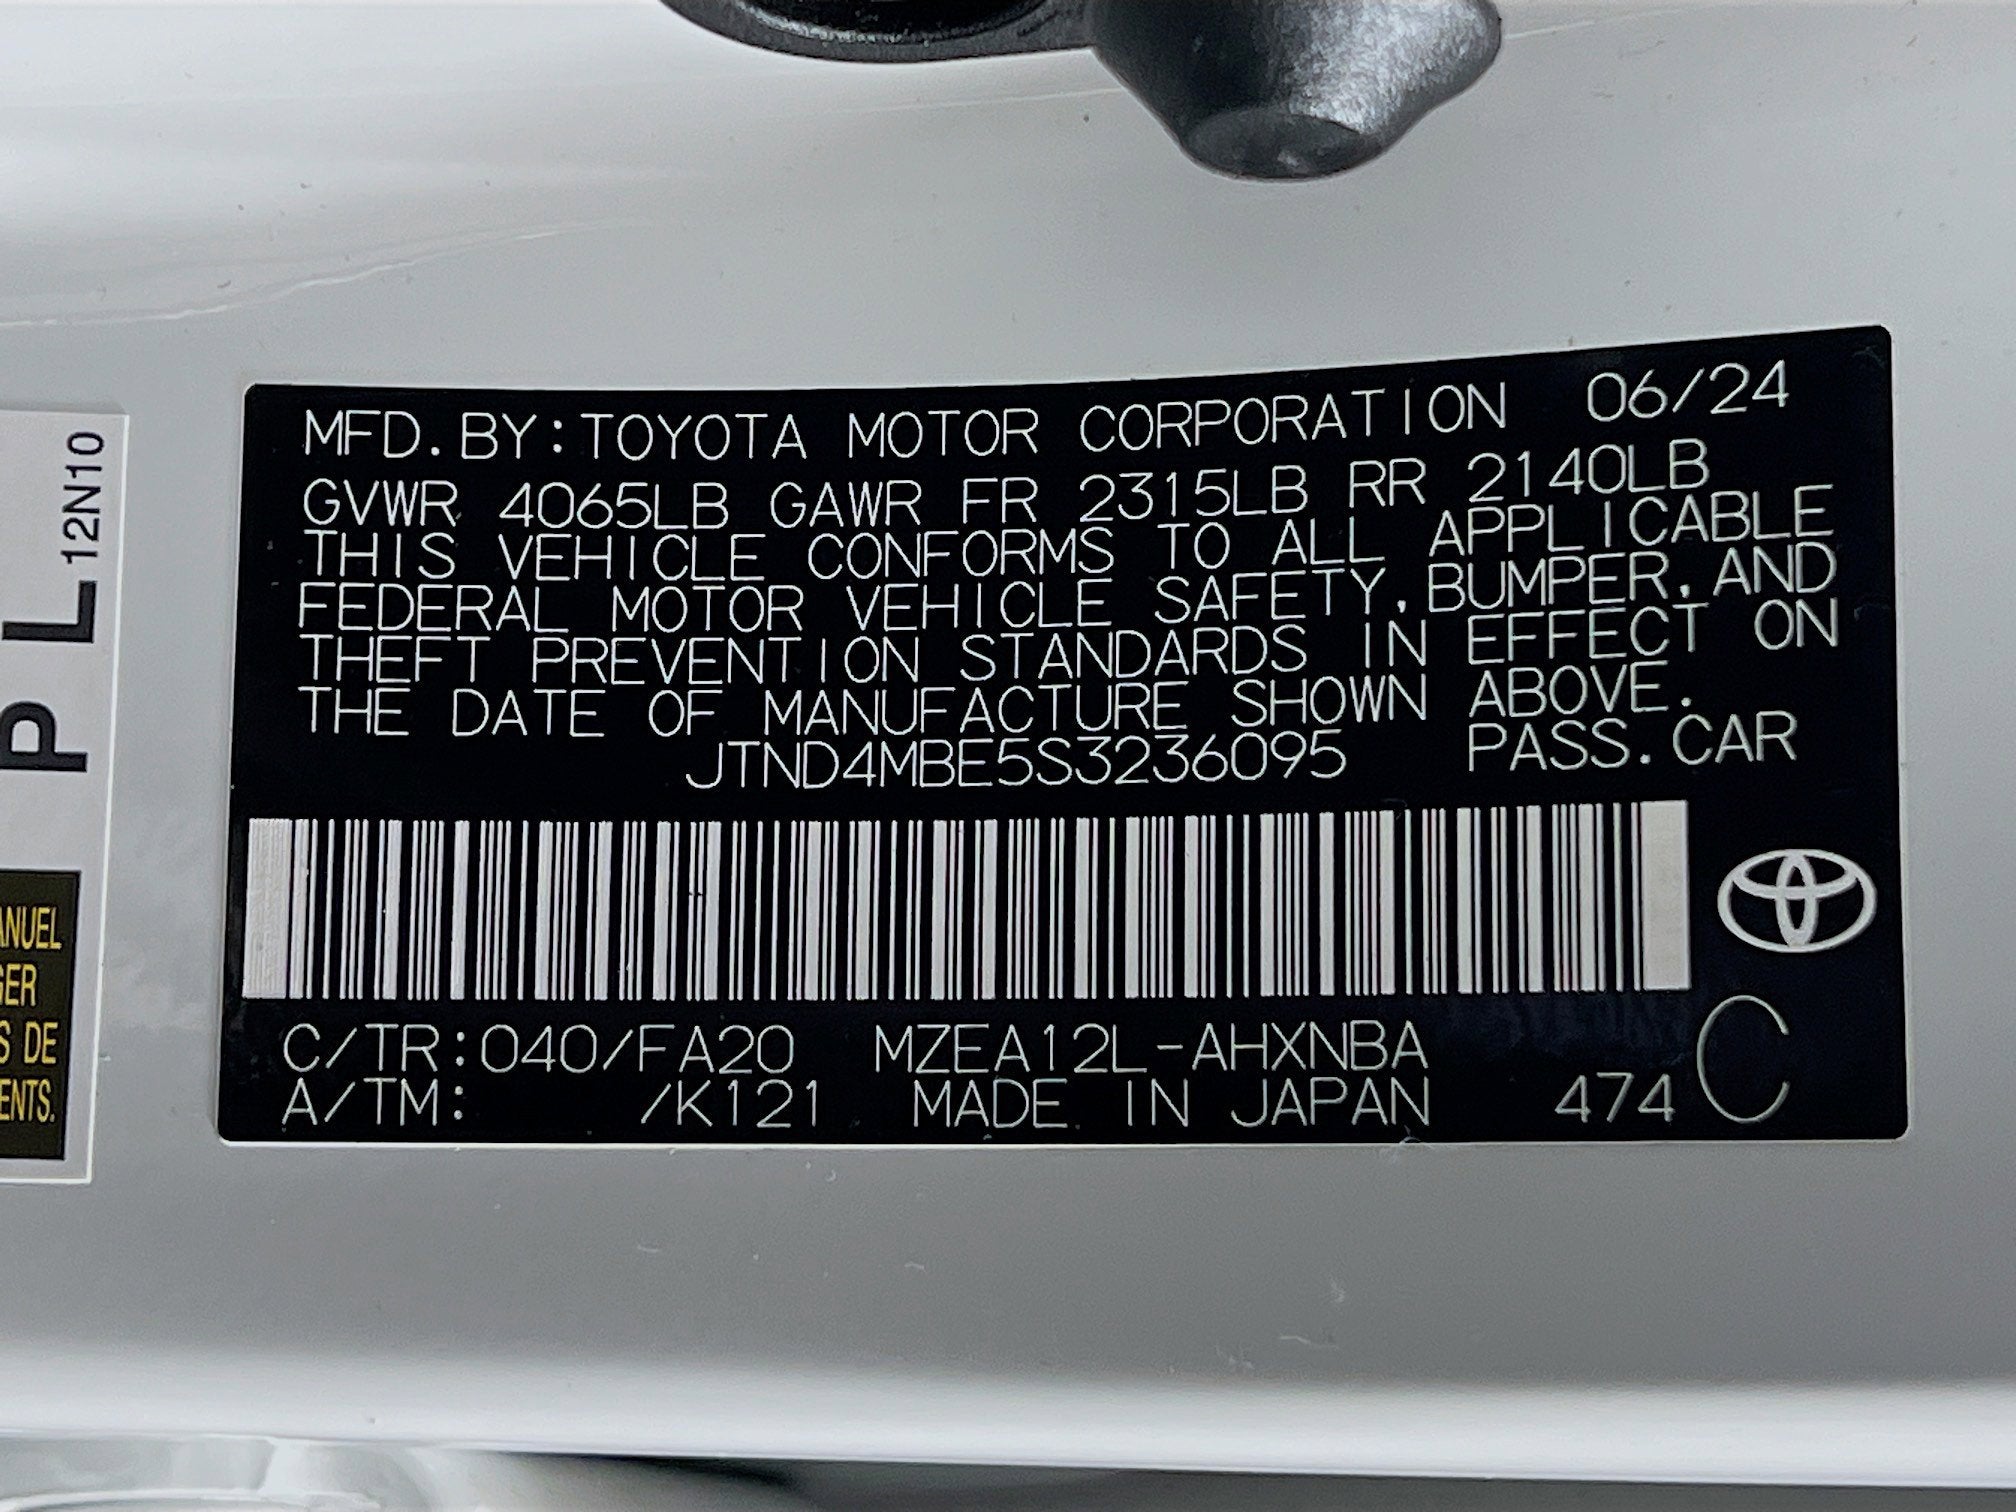 MFD. BY:TOYOTA MOTOR CORPORATION 06/24
GVWR 4065LB GAWR FR 2315LB RR 2140LB
THIS VEHICLE CONFORMS TO ALL APPLICABLE
FEDERAL MOTOR VEHICLE SAFETY, BUMPER, AND
THEFT PREVENTION STANDARDS IN EFFECT ON
THE DATE OF MANUFACTURE SHOWN ABOVE.
JTND4MBE5S3236095 PASS. CAR
C/TR:040/FA20 MZEA12L-AHXNBA
A/TM: /K121 MADE IN JAPAN 474 C
P L 12N10
ANUEL
GER
S DE
ENTS.